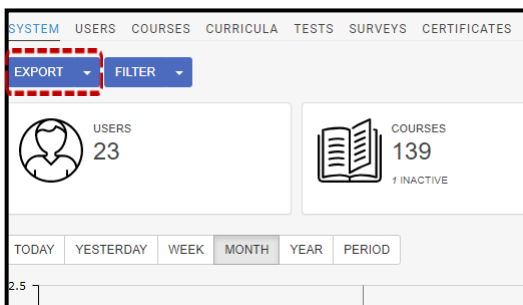 SYSTEM USERS COURSES CURRICULA TESTS SURVEYS CERTIFICATES
EXPORT FILTER
USERS
23
COURSES
139
1 INACTIVE
TODAY YESTERDAY WEEK MONTH YEAR PERIOD
2.5